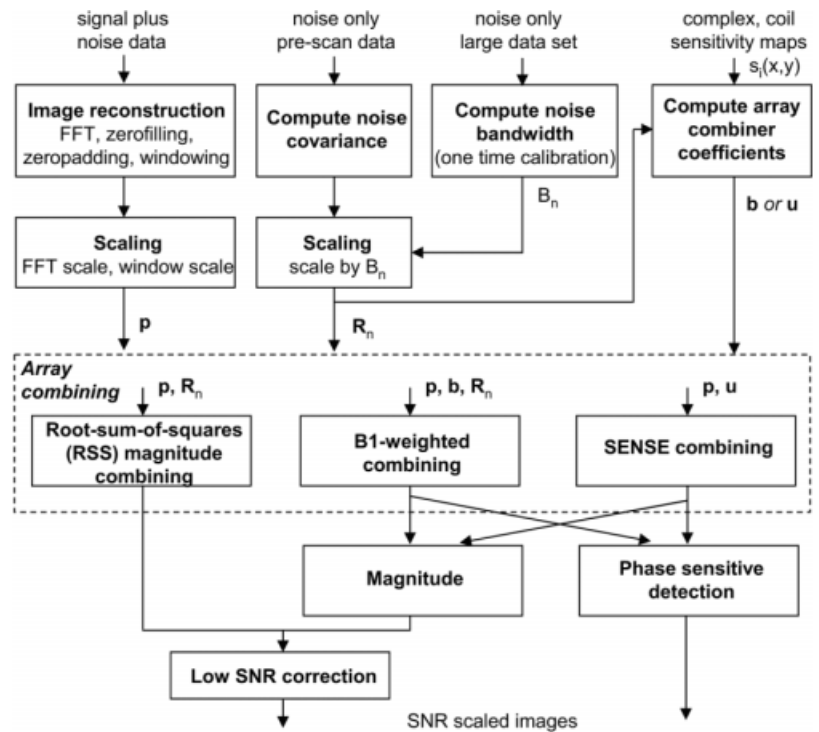 signal plus
noise data
noise only
pre-scan data
noise only
large data set
complex, coil
sensitivity maps
s_i(x,y)
Image reconstruction
FFT, zerofilling,
zeropadding, windowing
Compute noise
covariance
Compute noise
bandwidth
(one time calibration)
Compute array
combiner
coefficients
B_n
b or u
Scaling
FFT scale, window scale
Scaling
scale by B_n
p
R_n
Array
combining
p, R_n
p, b, R_n
p, u
Root-sum-of-squares
(RSS) magnitude
combining
B1-weighted
combining
SENSE combining
Magnitude
Phase sensitive
detection
Low SNR correction
SNR scaled images